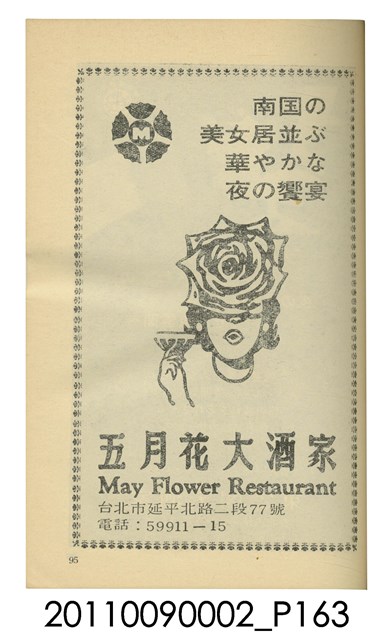 M
南国の
美女居並ぶ
華やかな
夜の饗宴
五月花大酒家
May Flower Restaurant
台北市延平北路二段77號
電話：59911－15
95
20110090002_P163